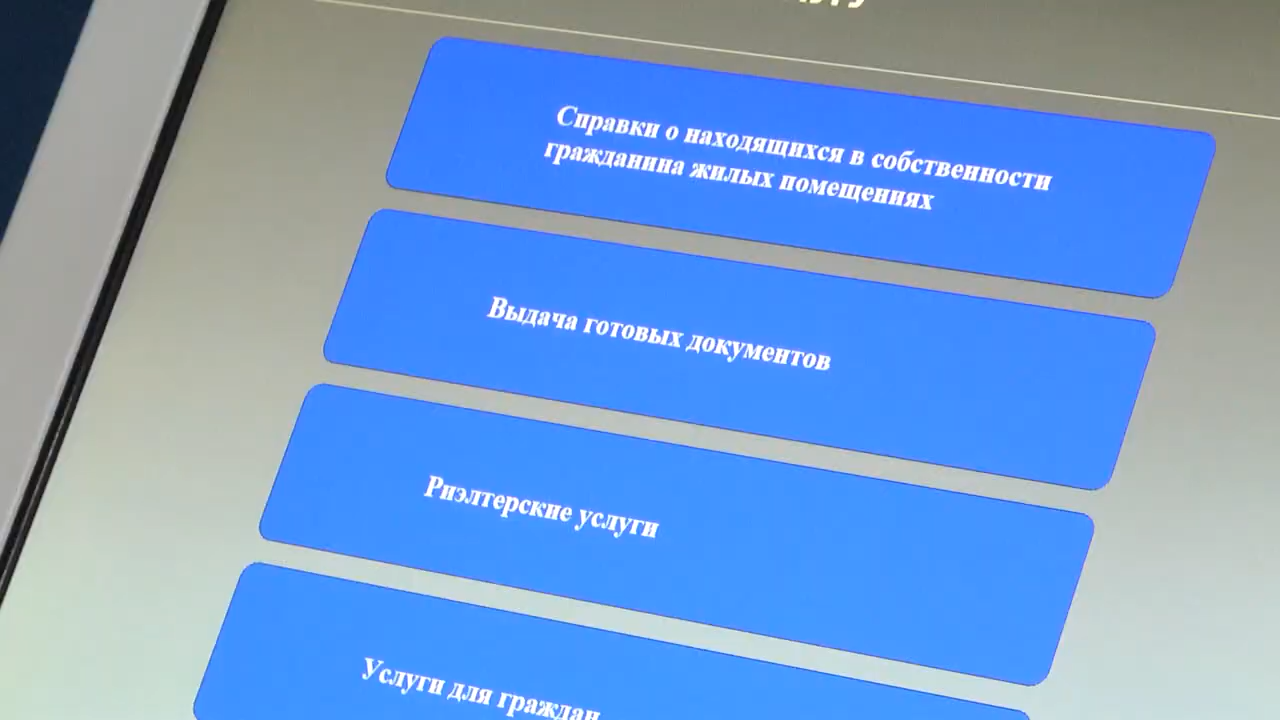 Справки о находящихся в собственности
гражданина жилых помещениях
Выдача готовых документов
Риэлтерские услуги
Услуги для граждан